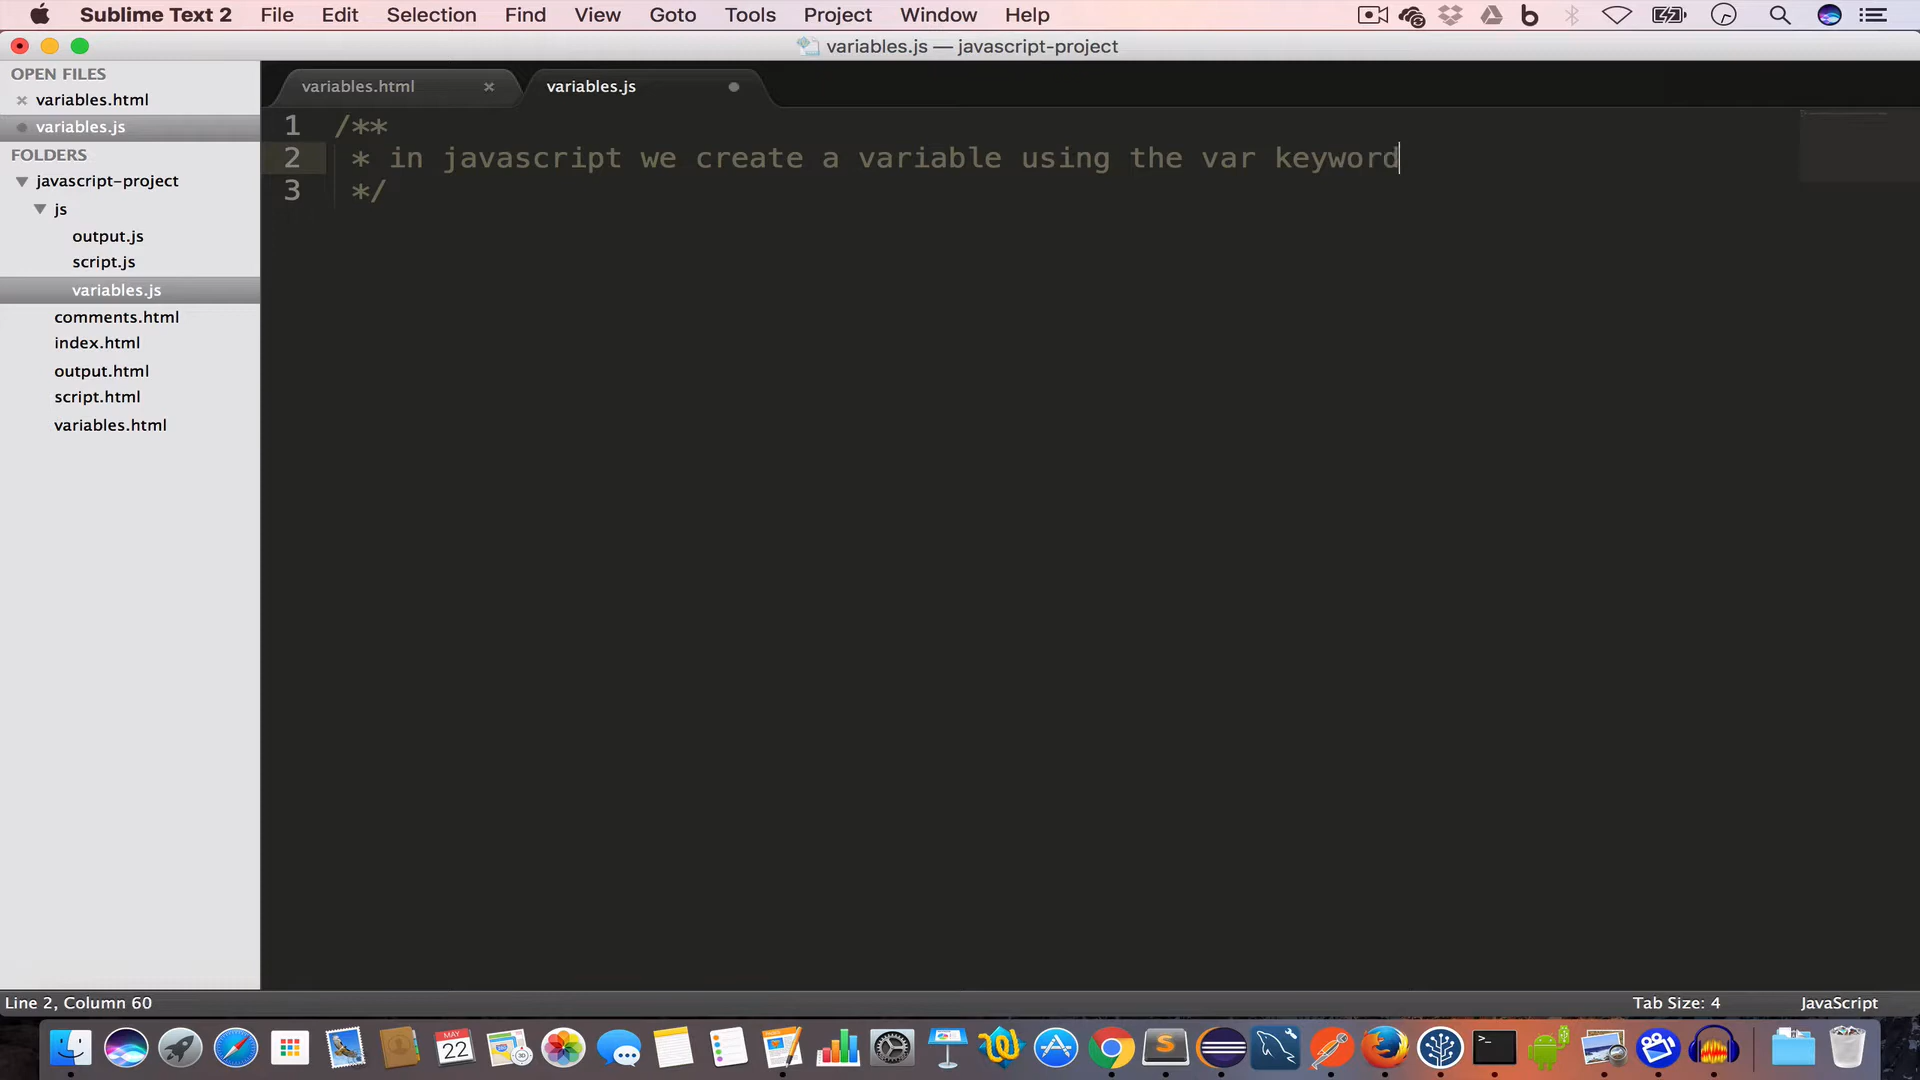 Sublime Text 2 File Edit Selection Find View Goto Tools Project Window Help
variables.js — javascript-project
OPEN FILES
variables.html
variables.js
FOLDERS
javascript-project
js
output.js
script.js
variables.js
comments.html
index.html
output.html
script.html
variables.html
variables.html variables.js
1 /**
2 * in javascript we create a variable using the var keyword
3 */
Line 2, Column 60 Tab Size: 4 JavaScript
MAY
22